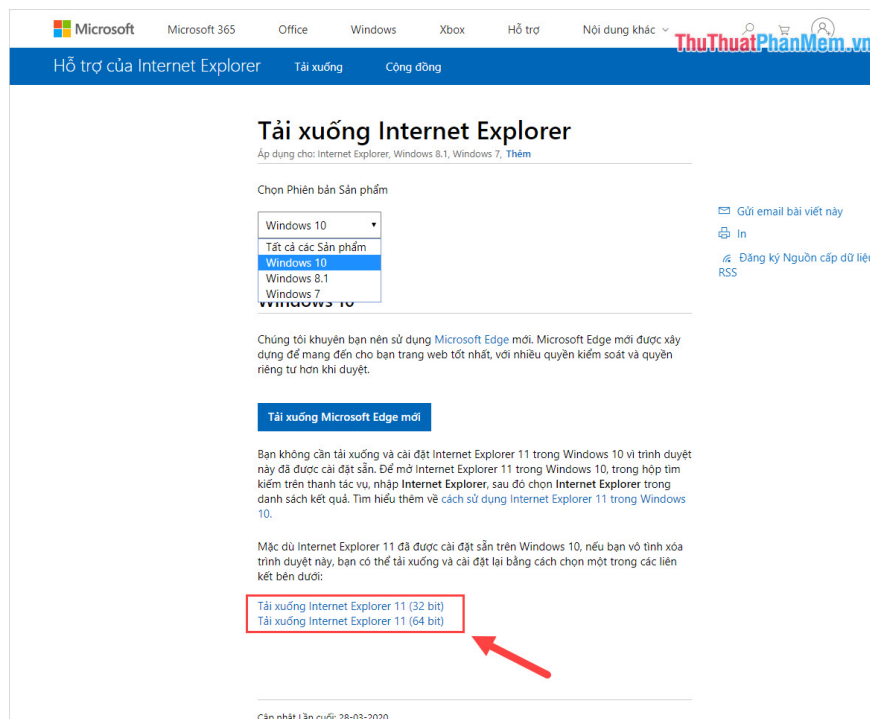 Microsoft
Microsoft 365
Office
Windows
Xbox
Hỗ trợ
Nội dung khác
ThuThuatPhanMem.vn
Hỗ trợ của Internet Explorer
Tải xuống
Cộng đồng
Tải xuống Internet Explorer
Áp dụng cho: Internet Explorer, Windows 8.1, Windows 7, Thêm
Chọn Phiên bản Sản phẩm
Windows 10
Tất cả các Sản phẩm
Windows 10
Windows 8.1
Windows 7
Windows 10
Gửi email bài viết này
In
Đăng ký Nguồn cấp dữ liệu
RSS
Chúng tôi khuyên bạn nên sử dụng Microsoft Edge mới. Microsoft Edge mới được xây
dựng để mang đến cho bạn trang web tốt nhất, với nhiều quyền kiểm soát và quyền
riêng tư hơn khi duyệt.
Tải xuống Microsoft Edge mới
Bạn không cần tải xuống và cài đặt Internet Explorer 11 trong Windows 10 vì trình duyệt
này đã được cài đặt sẵn. Để mở Internet Explorer 11 trong Windows 10, trong hộp tìm
kiếm trên thanh tác vụ, nhập Internet Explorer, sau đó chọn Internet Explorer trong
danh sách kết quả. Tìm hiểu thêm về cách sử dụng Internet Explorer 11 trong Windows
10.
Mặc dù Internet Explorer 11 đã được cài đặt sẵn trên Windows 10, nếu bạn vô tình xóa
trình duyệt này, bạn có thể tải xuống và cài đặt lại bằng cách chọn một trong các liên
kết bên dưới:
Tải xuống Internet Explorer 11 (32 bit)
Tải xuống Internet Explorer 11 (64 bit)
Cập nhật Lần cuối: 28-03-2020